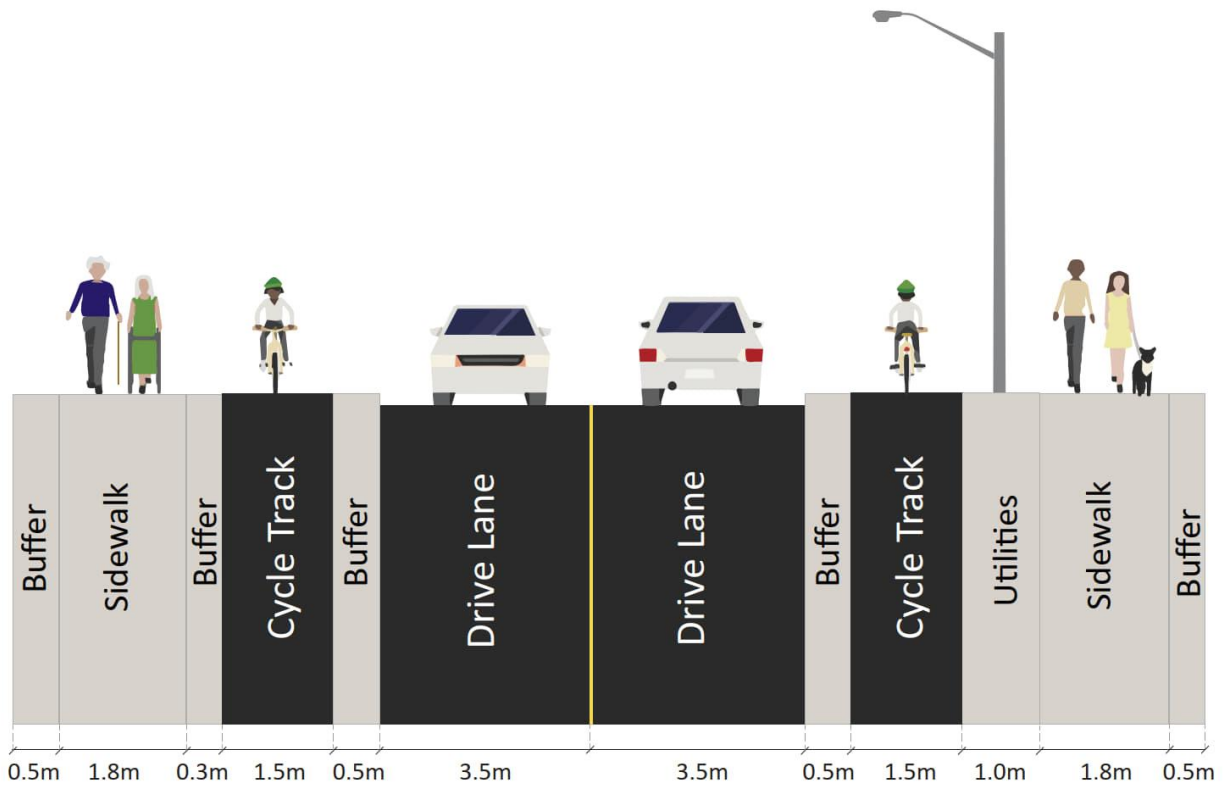 Buffer
Sidewalk
Buffer
Cycle Track
Buffer
Drive Lane
Drive Lane
Buffer
Cycle Track
Utilities
Sidewalk
Buffer
0.5m 1.8m 0.3m 1.5m 0.5m 3.5m 3.5m 0.5m 1.5m 1.0m 1.8m 0.5m